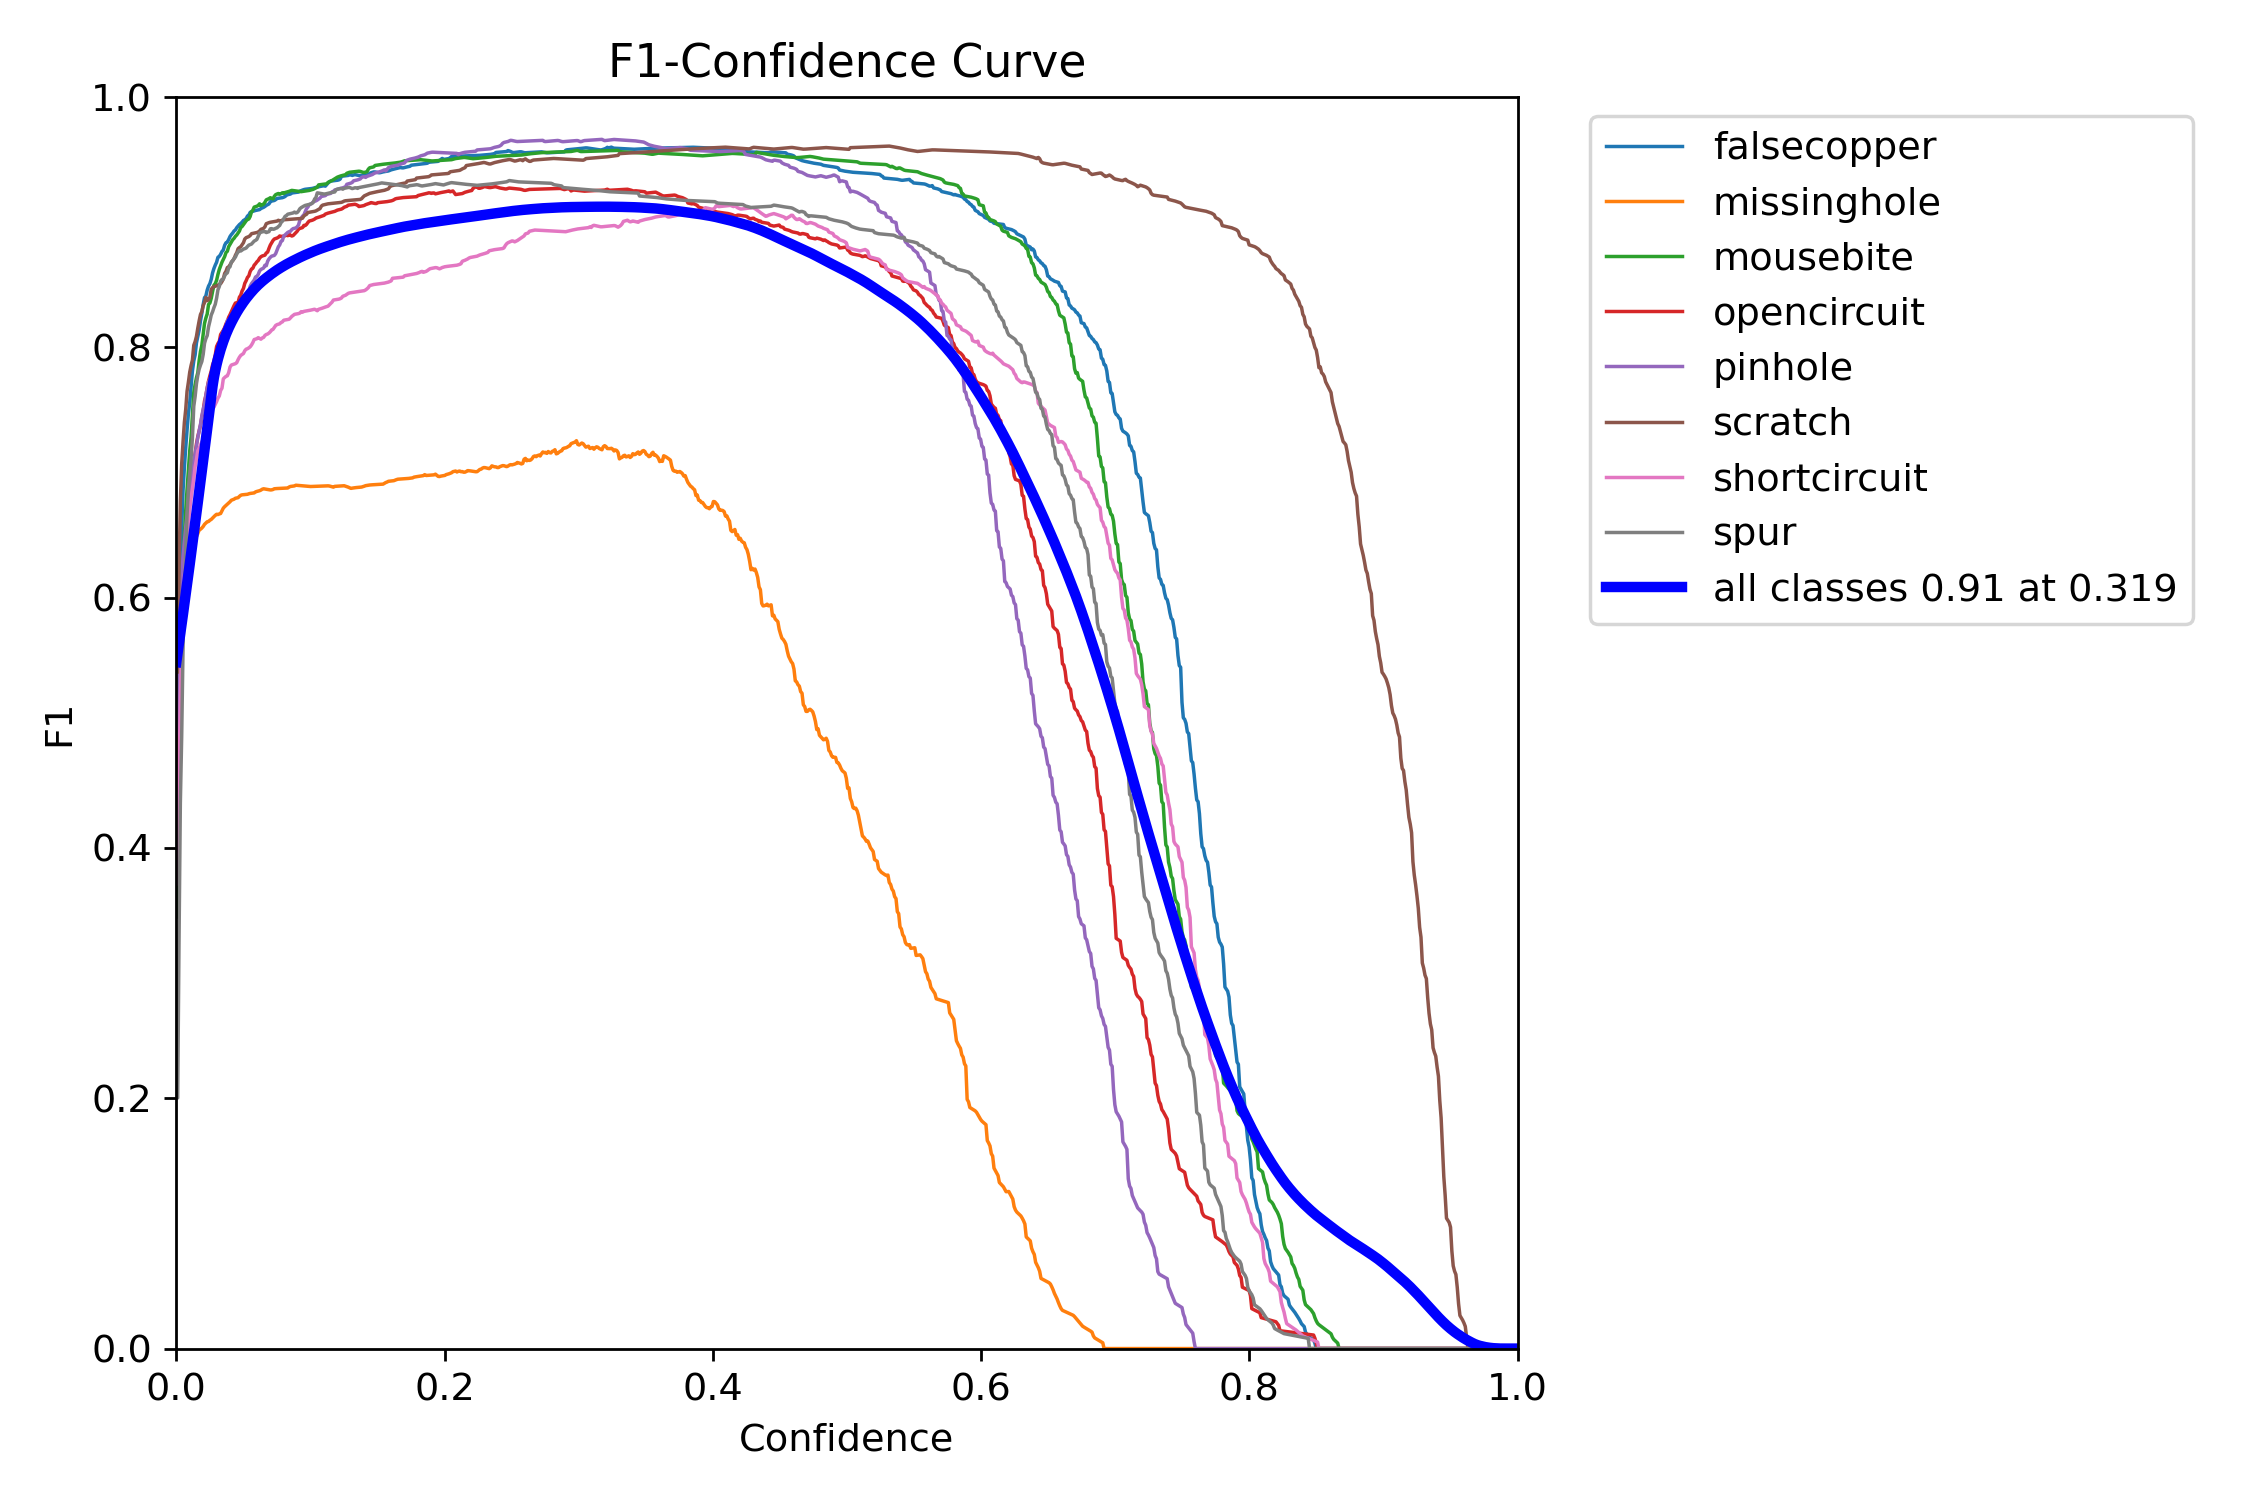 F1-Confidence Curve
1.0
0.8
0.6
0.4
0.2
0.0
F1
0.0 0.2 0.4 0.6 0.8 1.0
Confidence
falsecopper
missinghole
mousebite
opencircuit
pinhole
scratch
shortcircuit
spur
all classes 0.91 at 0.319